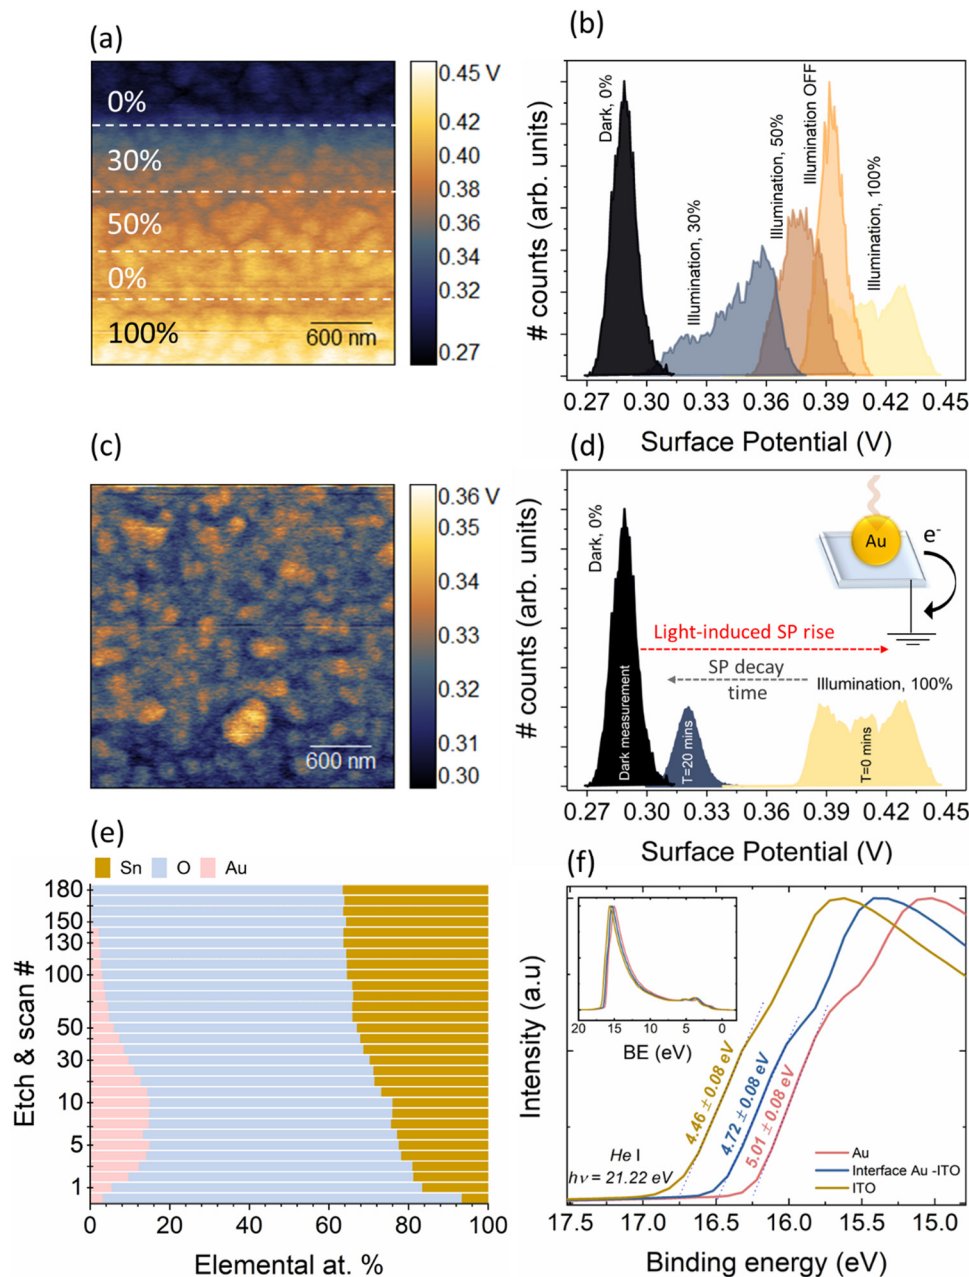 (a)
0%
30%
50%
0%
100%
600 nm
0.45 V
0.42
0.40
0.38
0.36
0.34
0.32
0.27
(b)
# counts (arb. units)
Dark, 0%
Illumination, 30%
Illumination, 50%
Illumination OFF
Illumination, 100%
0.27 0.30 0.33 0.36 0.39 0.42 0.45
Surface Potential (V)
(c)
600 nm
0.36 V
0.35
0.34
0.33
0.32
0.31
0.30
(d)
# counts (arb. units)
Dark, 0%
Au
e-
Light-induced SP rise
SP decay
time
Illumination, 100%
Dark measurement
T=20 mins
T=0 mins
0.27 0.30 0.33 0.36 0.39 0.42 0.45
Surface Potential (V)
(e)
Sn O Au
Etch & scan #
180
150
130
100
50
30
10
5
1
0 20 40 60 80 100
Elemental at. %
(f)
Intensity (a.u)
20 15 10 5 0
BE (eV)
4.46 ± 0.08 eV
4.72 ± 0.08 eV
5.01 ± 0.08 eV
He I
hν = 21.22 eV
Au
Interface Au -ITO
ITO
17.5 17.0 16.5 16.0 15.5 15.0
Binding energy (eV)